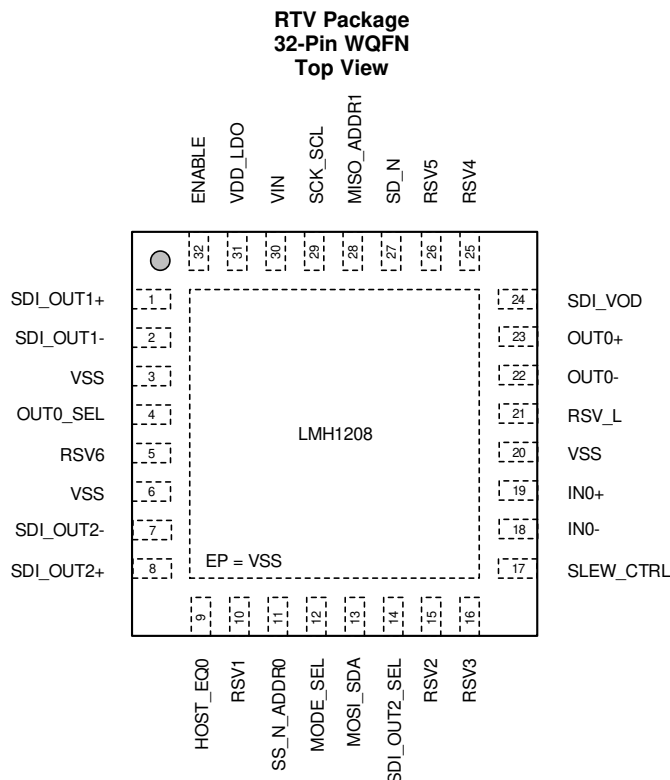 RTV Package
32-Pin WQFN
Top View
ENABLE
VDD_LDO
VIN
SCK_SCL
MISO_ADDR1
SD_N
RSV5
RSV4
32
31
30
29
28
27
26
25
SDI_OUT1+ 1
SDI_OUT1- 2
VSS 3
OUT0_SEL 4
RSV6 5
VSS 6
SDI_OUT2- 7
SDI_OUT2+ 8
LMH1208
EP = VSS
24 SDI_VOD
23 OUT0+
22 OUT0-
21 RSV_L
20 VSS
19 IN0+
18 IN0-
17 SLEW_CTRL
9
10
11
12
13
14
15
16
HOST_EQ0
RSV1
SS_N_ADDR0
MODE_SEL
MOSI_SDA
SDI_OUT2_SEL
RSV2
RSV3